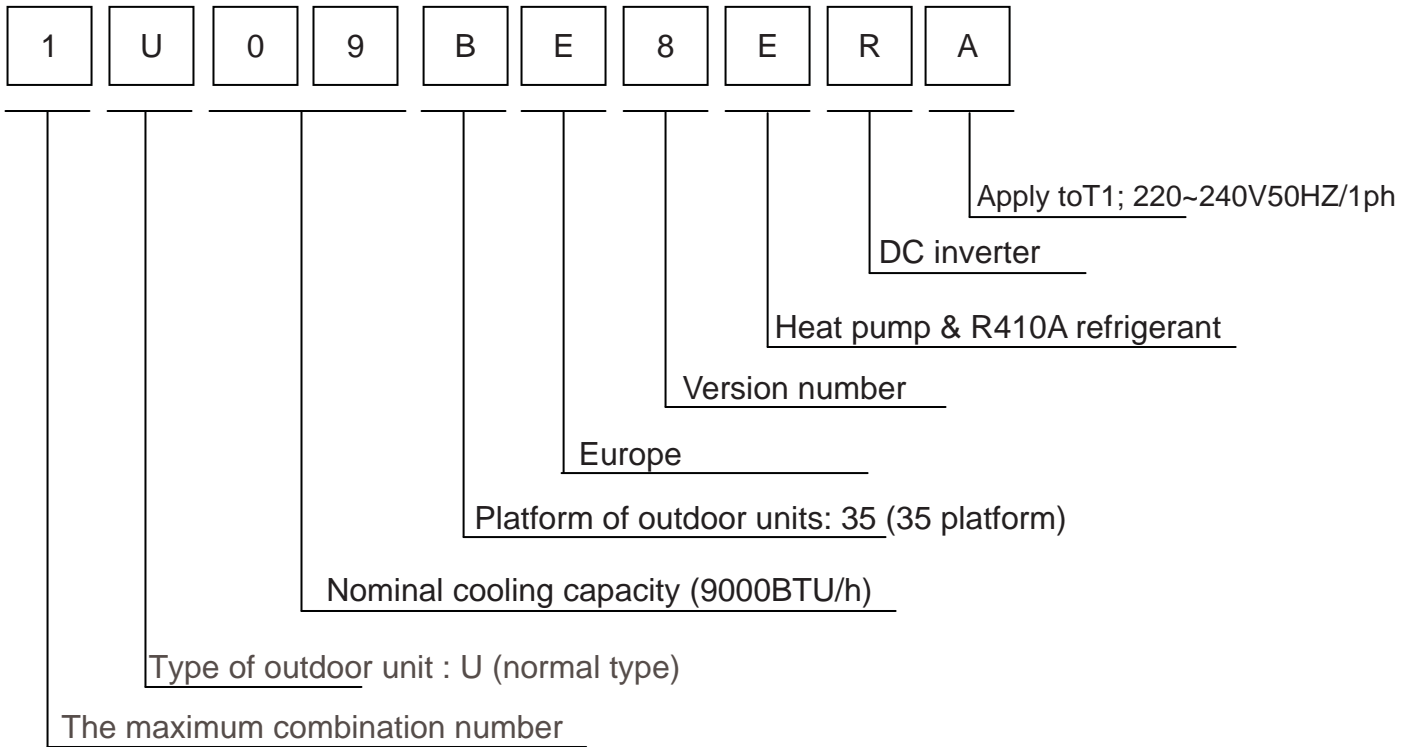 1 U 0 9 B E 8 E R A
Apply toT1; 220~240V50HZ/1ph
DC inverter
Heat pump & R410A refrigerant
Version number
Europe
Platform of outdoor units: 35 (35 platform)
Nominal cooling capacity (9000BTU/h)
Type of outdoor unit : U (normal type)
The maximum combination number